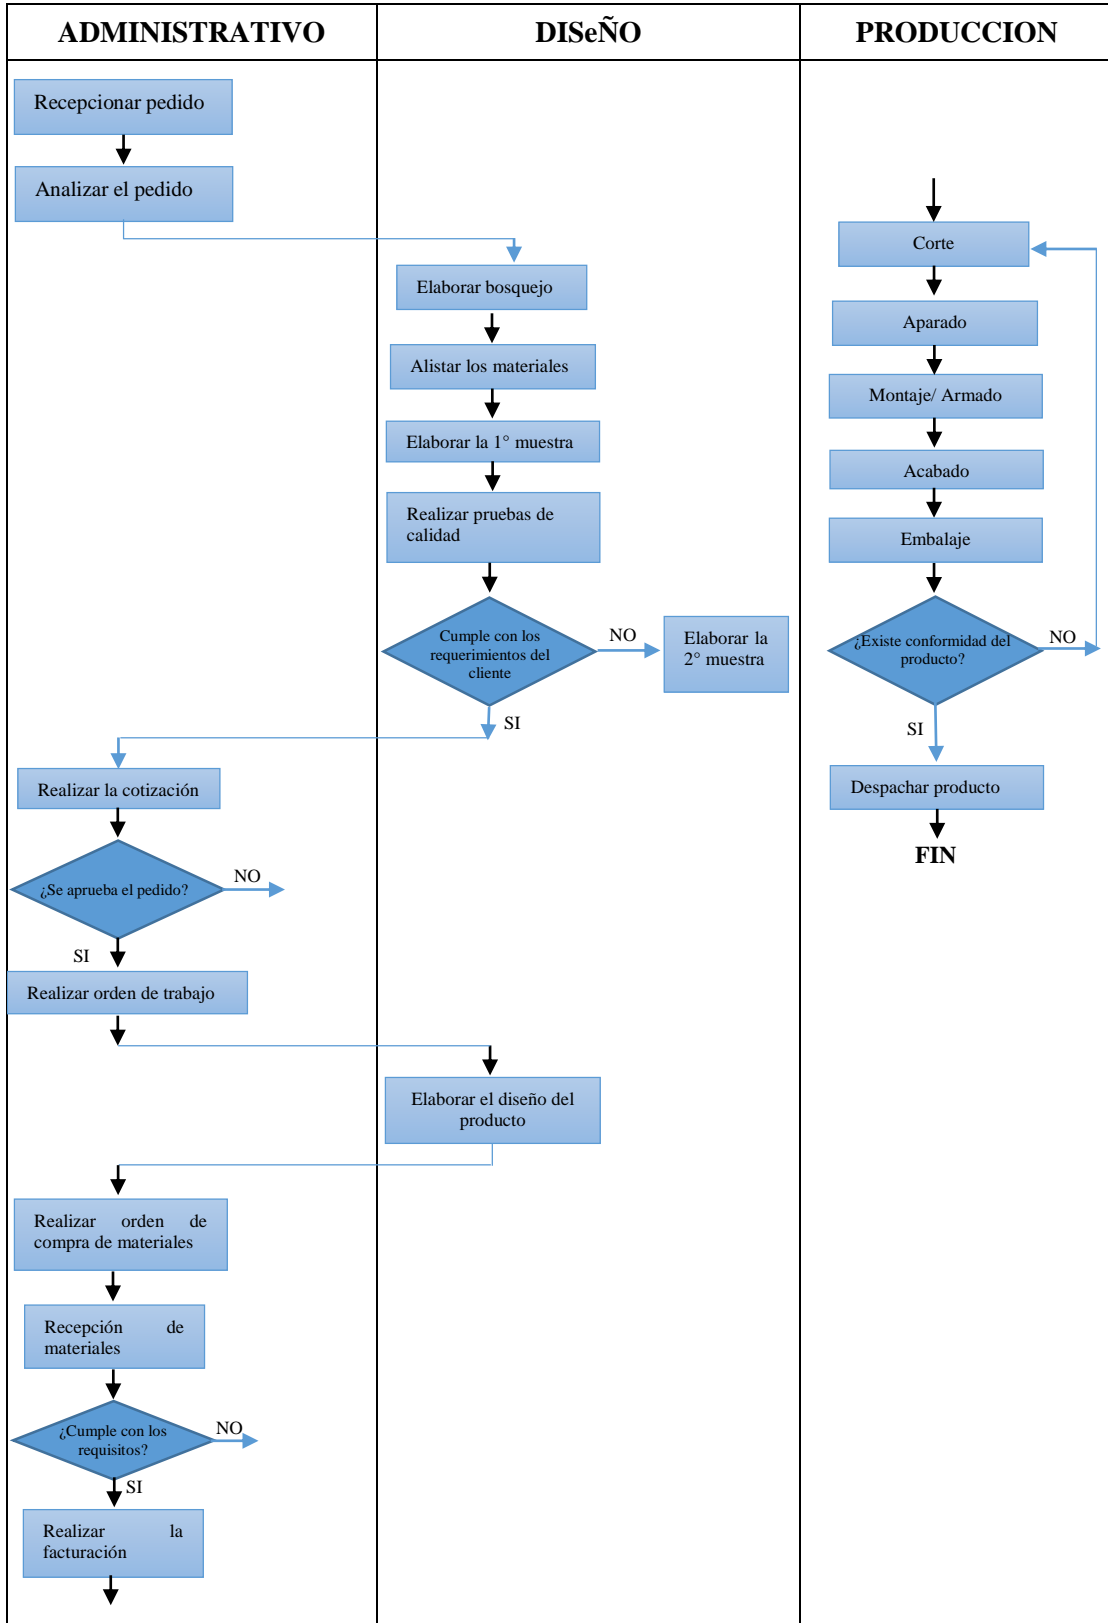 ADMINISTRATIVO
DISeÑO
PRODUCCION
Recepcionar pedido
Analizar el pedido
Elaborar bosquejo
Alistar los materiales
Elaborar la 1° muestra
Realizar pruebas de
calidad
Cumple con los
requerimientos del
cliente
NO
Elaborar la
2° muestra
SI
Realizar la cotización
¿Se aprueba el pedido?
NO
SI
Realizar orden de trabajo
Elaborar el diseño del
producto
Realizar orden de
compra de materiales
Recepción de
materiales
¿Cumple con los
requisitos?
NO
SI
Realizar la
facturación
Corte
Aparado
Montaje/ Armado
Acabado
Embalaje
¿Existe conformidad del
producto?
NO
SI
Despachar producto
FIN